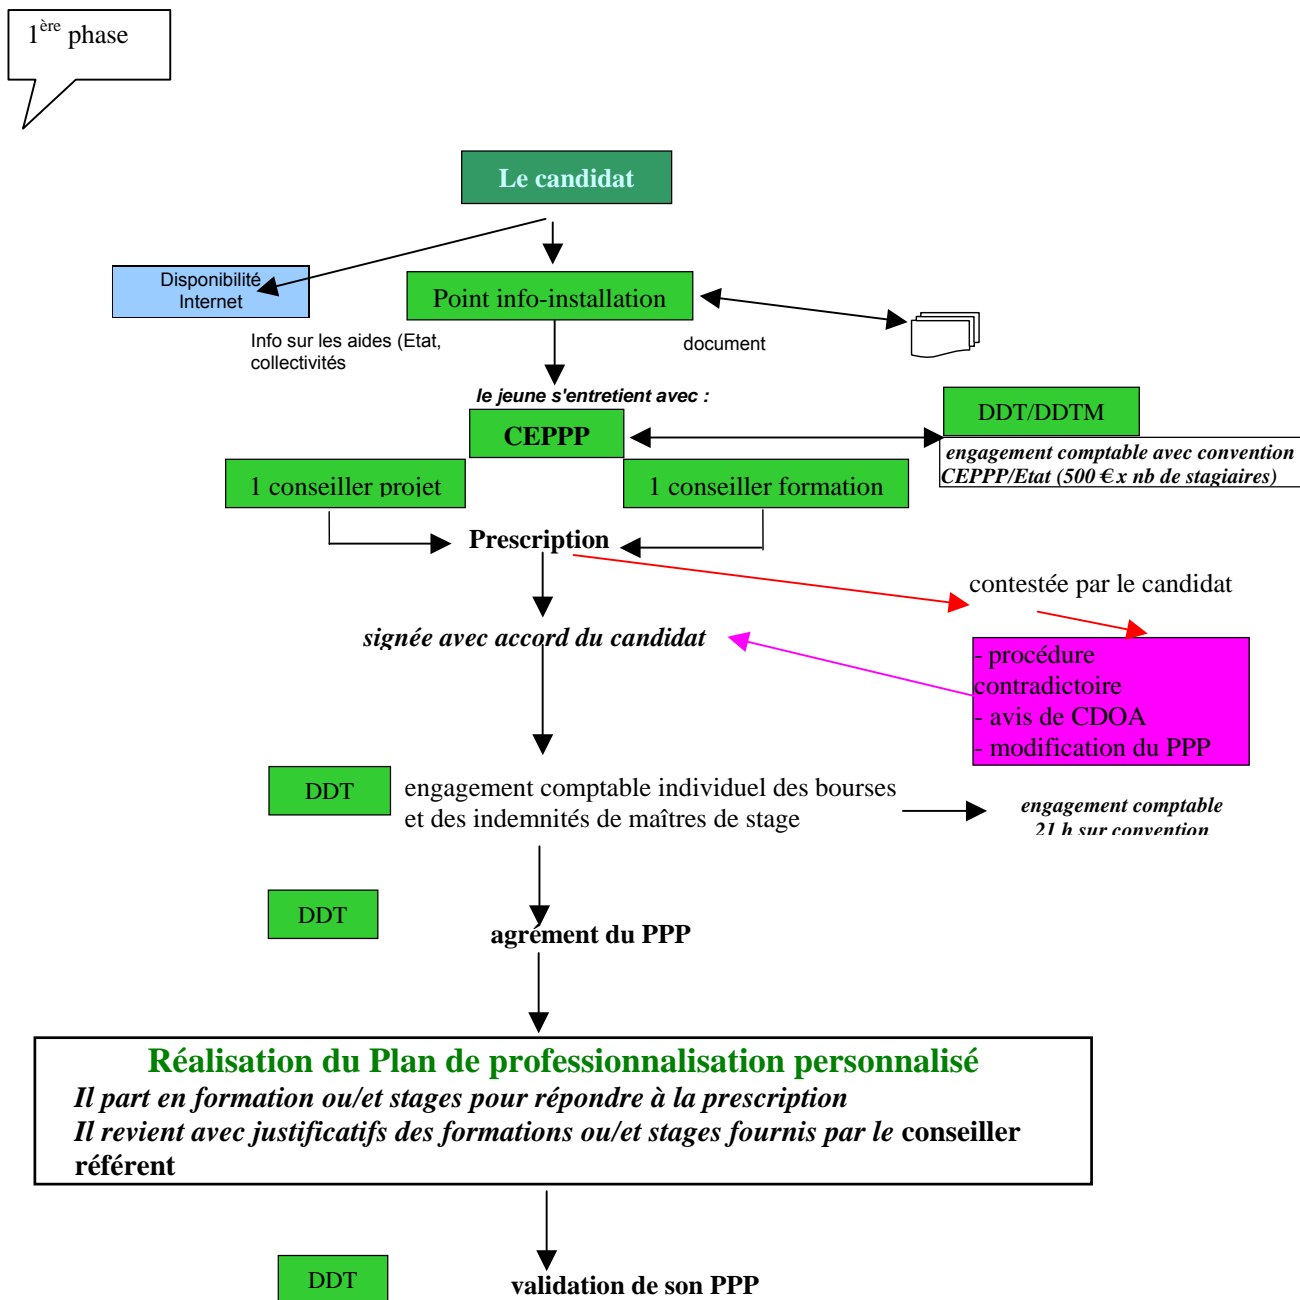 1ère phase
Le candidat
Disponibilité
Internet
Point info-installation
Info sur les aides (Etat,
collectivités
document
le jeune s'entretient avec :
CEPPP
DDT/DDTM
engagement comptable avec convention
CEPPP/Etat (500 € x nb de stagiaires)
1 conseiller projet
1 conseiller formation
Prescription
contestée par le candidat
signée avec accord du candidat
- procédure
contradictoire
- avis de CDOA
- modification du PPP
DDT
engagement comptable individuel des bourses
et des indemnités de maîtres de stage
engagement comptable
21 h sur convention
DDT
agrément du PPP
Réalisation du Plan de professionnalisation personnalisé
Il part en formation ou/et stages pour répondre à la prescription
Il revient avec justificatifs des formations ou/et stages fournis par le conseiller
référent
DDT
validation de son PPP